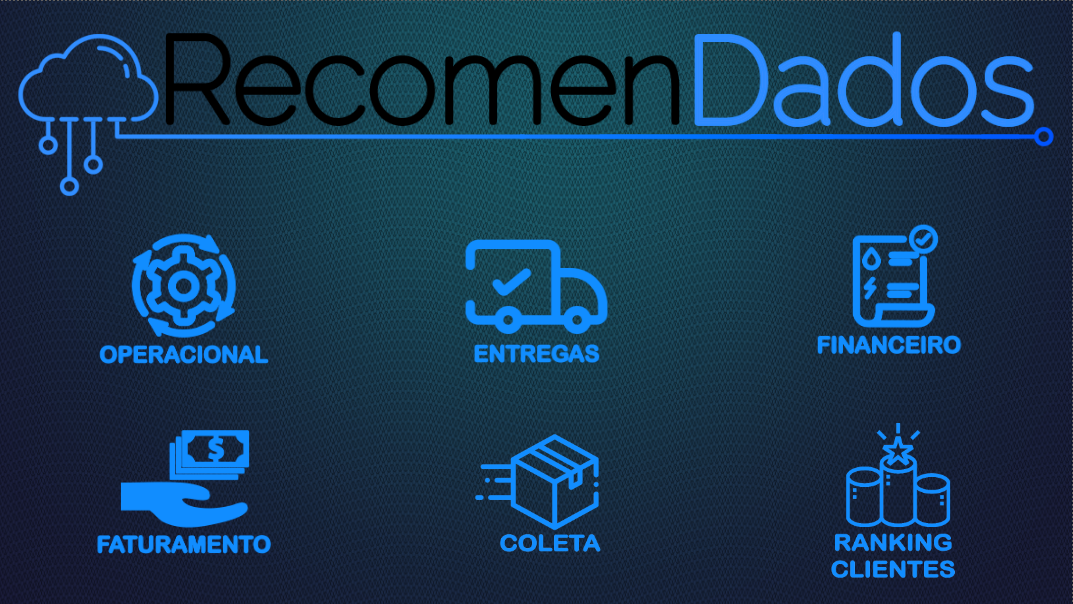 RecomenDados
OPERACIONAL
ENTREGAS
FINANCEIRO
$
FATURAMENTO
COLETA
RANKING
CLIENTES